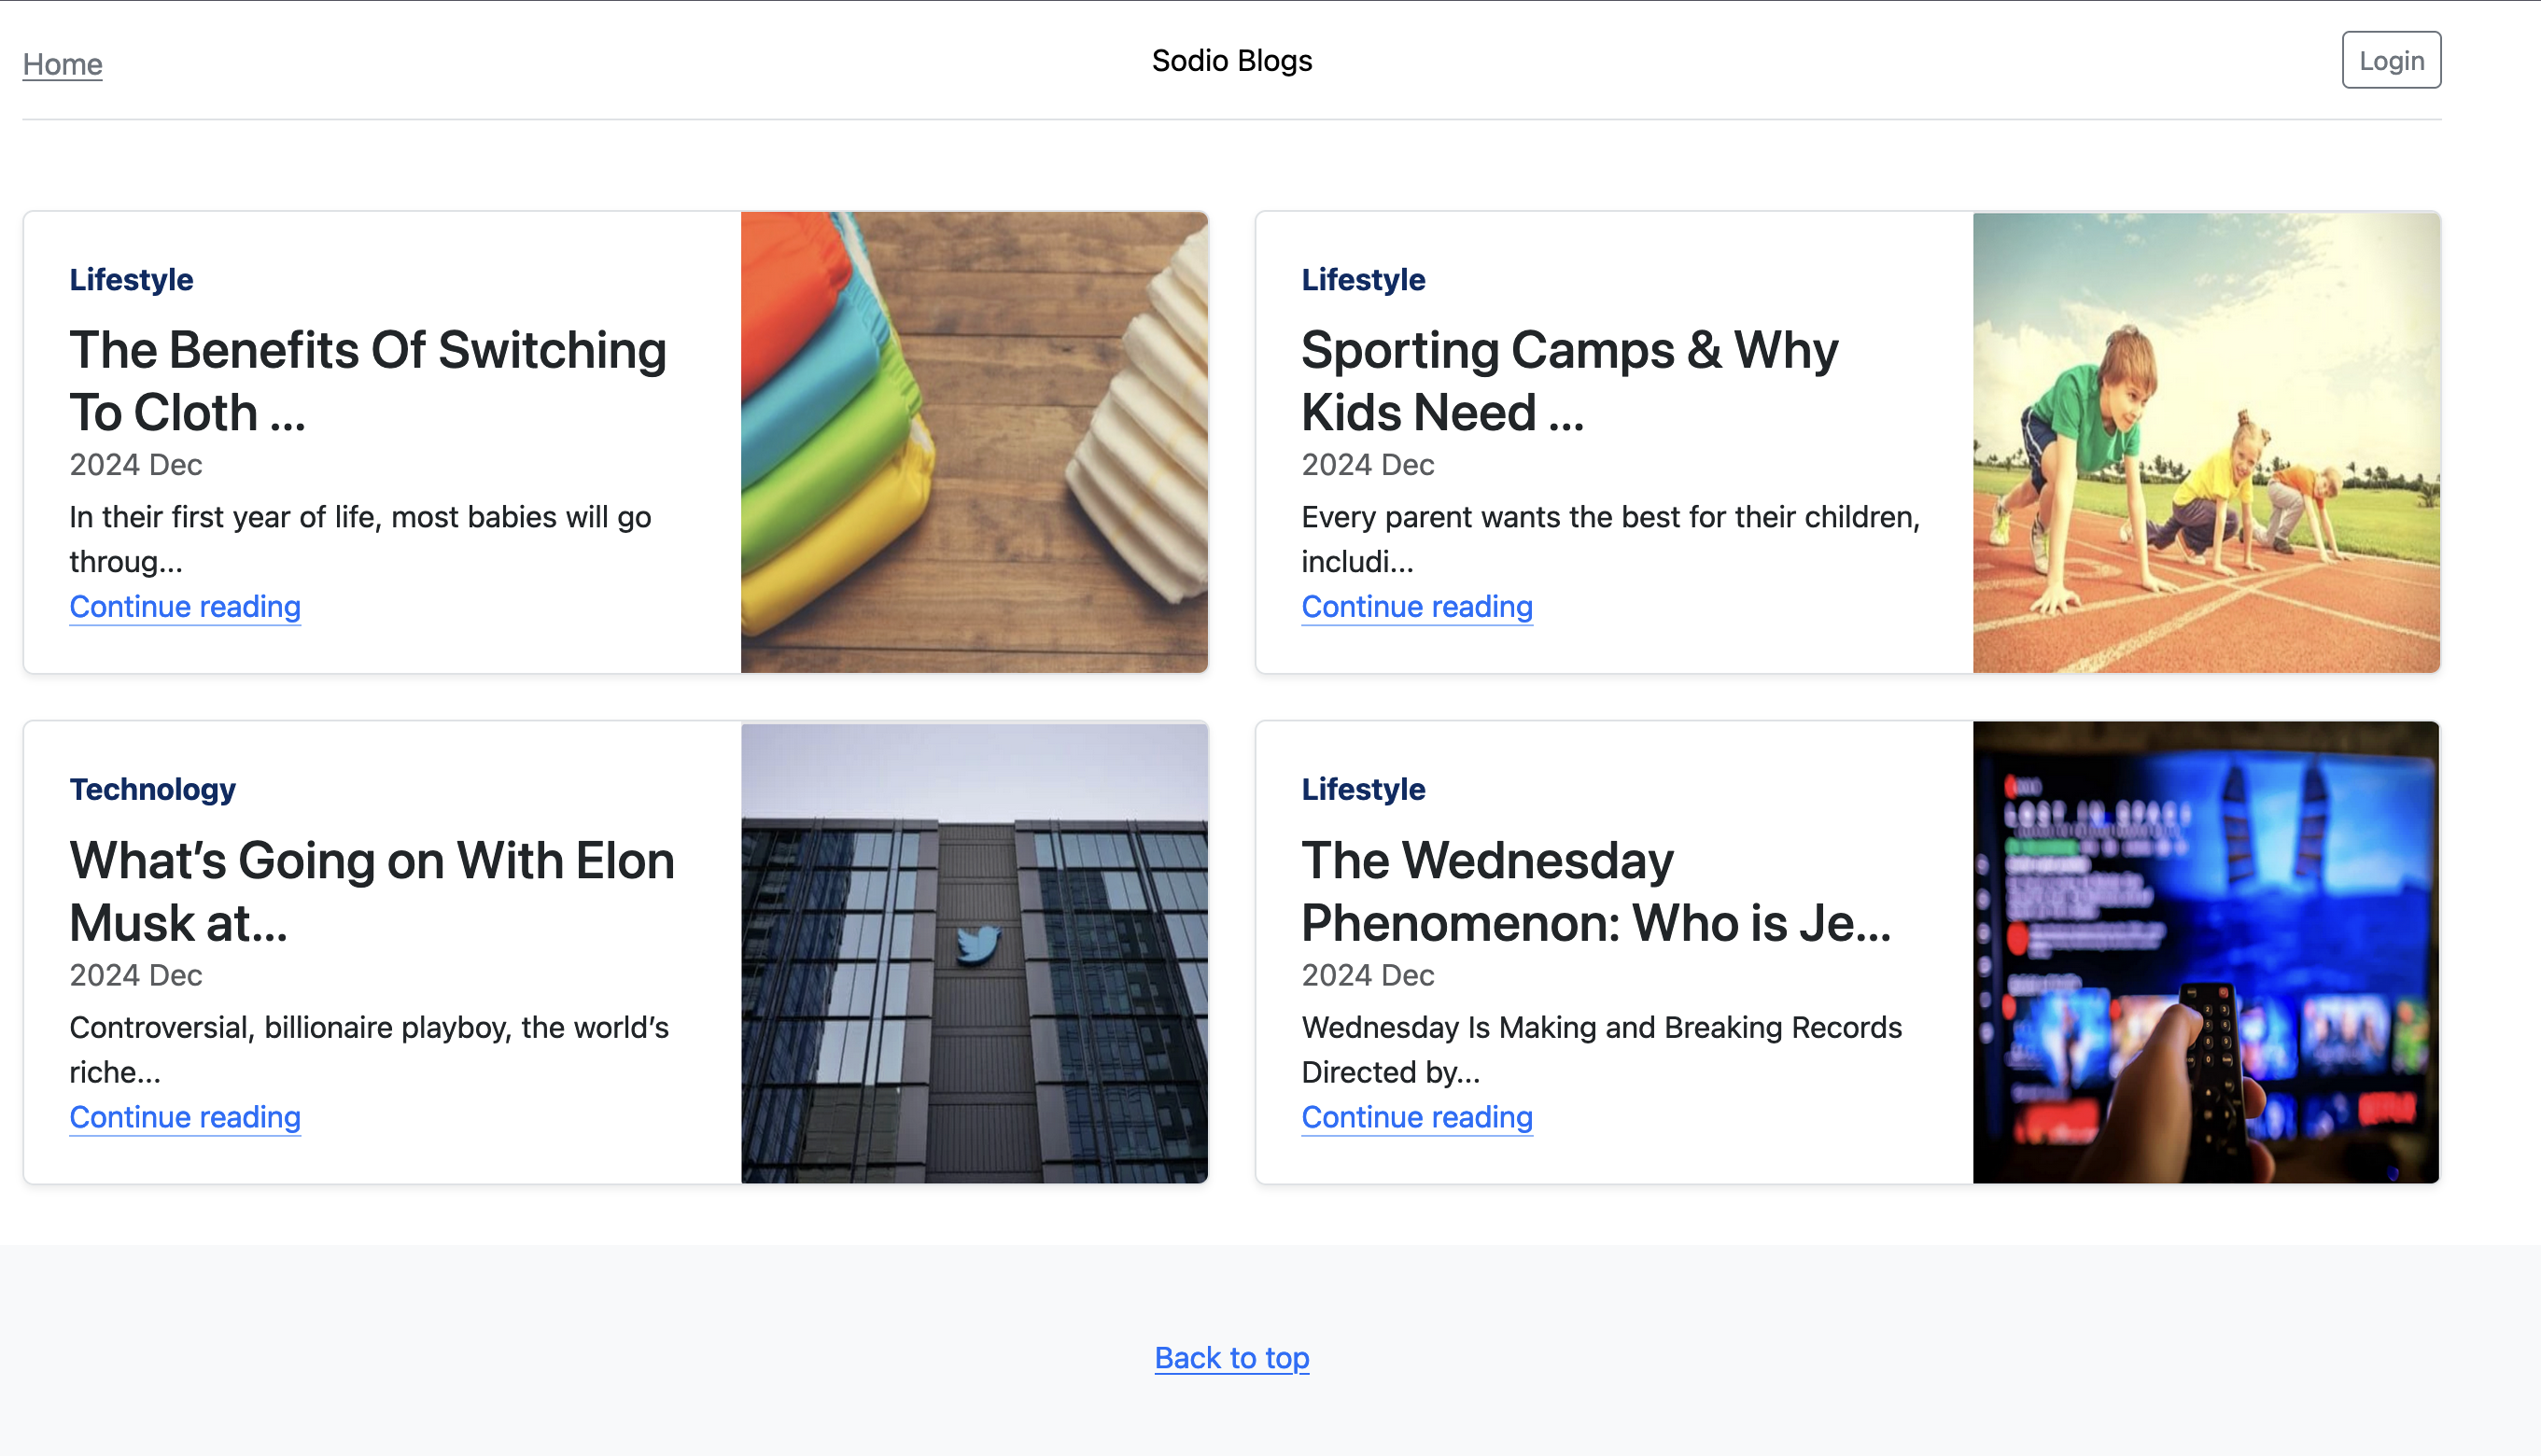 Home
Sodio Blogs
Login
Lifestyle
The Benefits Of Switching
To Cloth ...
2024 Dec
In their first year of life, most babies will go
throug...
Continue reading
Lifestyle
Sporting Camps & Why
Kids Need ...
2024 Dec
Every parent wants the best for their children,
includi...
Continue reading
Technology
What’s Going on With Elon
Musk at...
2024 Dec
Controversial, billionaire playboy, the world’s
riche...
Continue reading
Lifestyle
The Wednesday
Phenomenon: Who is Je...
2024 Dec
Wednesday Is Making and Breaking Records
Directed by...
Continue reading
Back to top